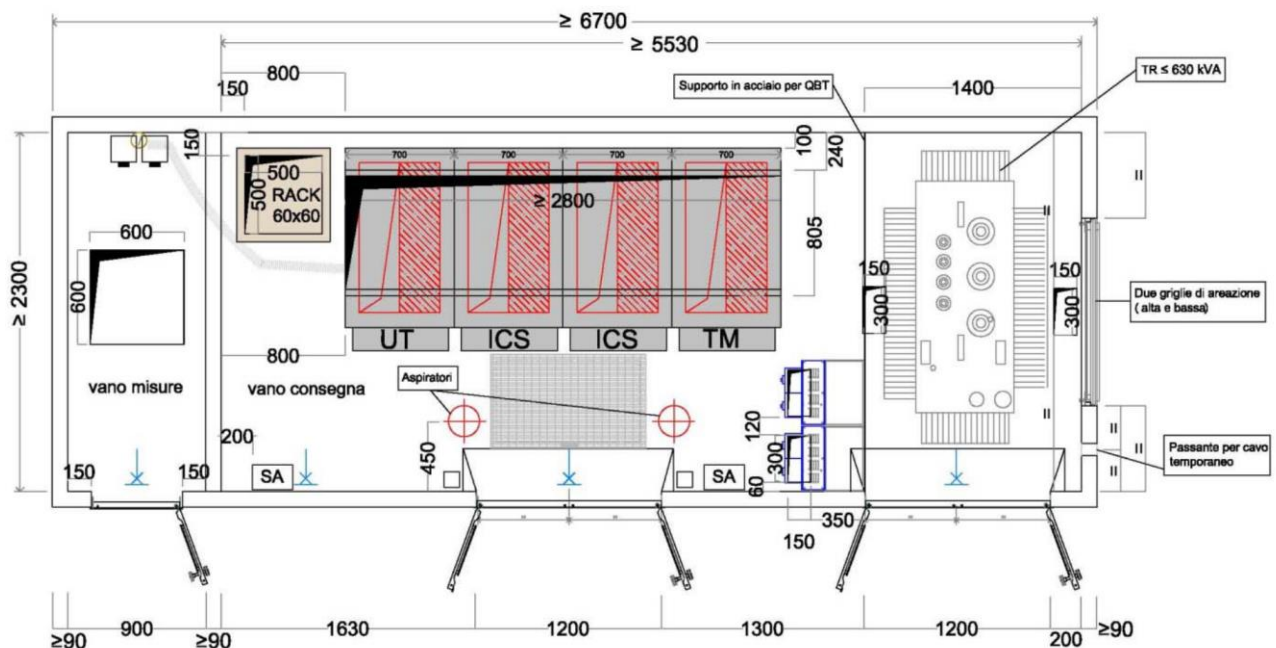 ≥ 6700
≥ 5530
800
150
Supporto in acciaio per QBT
1400
TR ≤ 630 kVA
150
100
240
700
700
700
700
500
500
RACK
60x60
≥ 2800
805
600
600
≥ 2300
150
300
150
300
Due griglie di areazione
( alta e bassa)
UT
ICS
ICS
TM
800
vano misure
vano consegna
Aspiratori
200
450
120
300
60
Passante per cavo
temporaneo
150
150
SA
SA
350
150
≥90
900
≥90
1630
1200
1300
1200
200
≥90